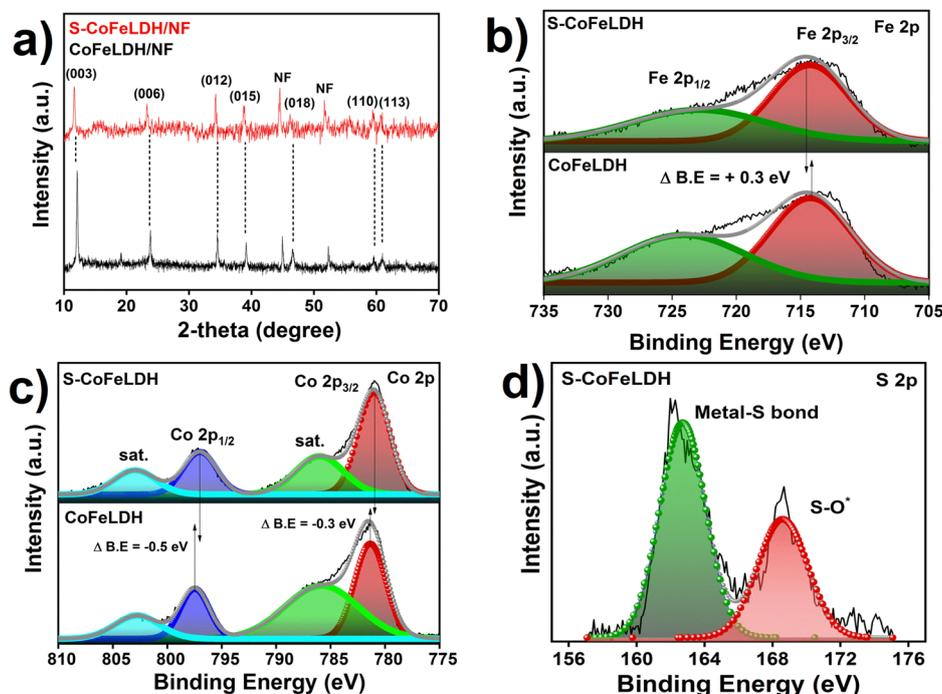 a)
S-CoFeLDH/NF
CoFeLDH/NF
(003)
(006)
(012)
(015)
NF
(018)
NF
(110)
(113)
Intensity (a.u.)
10 20 30 40 50 60 70
2-theta (degree)
b)
S-CoFeLDH
Fe 2p3/2
Fe 2p
Fe 2p1/2
CoFeLDH
Δ B.E = + 0.3 eV
Intensity (a.u.)
735 730 725 720 715 710 705
Binding Energy (eV)
c)
S-CoFeLDH
Co 2p3/2
Co 2p
Co 2p1/2
sat.
sat.
CoFeLDH
Δ B.E = -0.5 eV
Δ B.E = -0.3 eV
Intensity (a.u.)
810 805 800 795 790 785 780 775
Binding Energy (eV)
d)
S-CoFeLDH
S 2p
Metal-S bond
S-O*
Intensity (a.u.)
156 160 164 168 172 176
Binding Energy (eV)